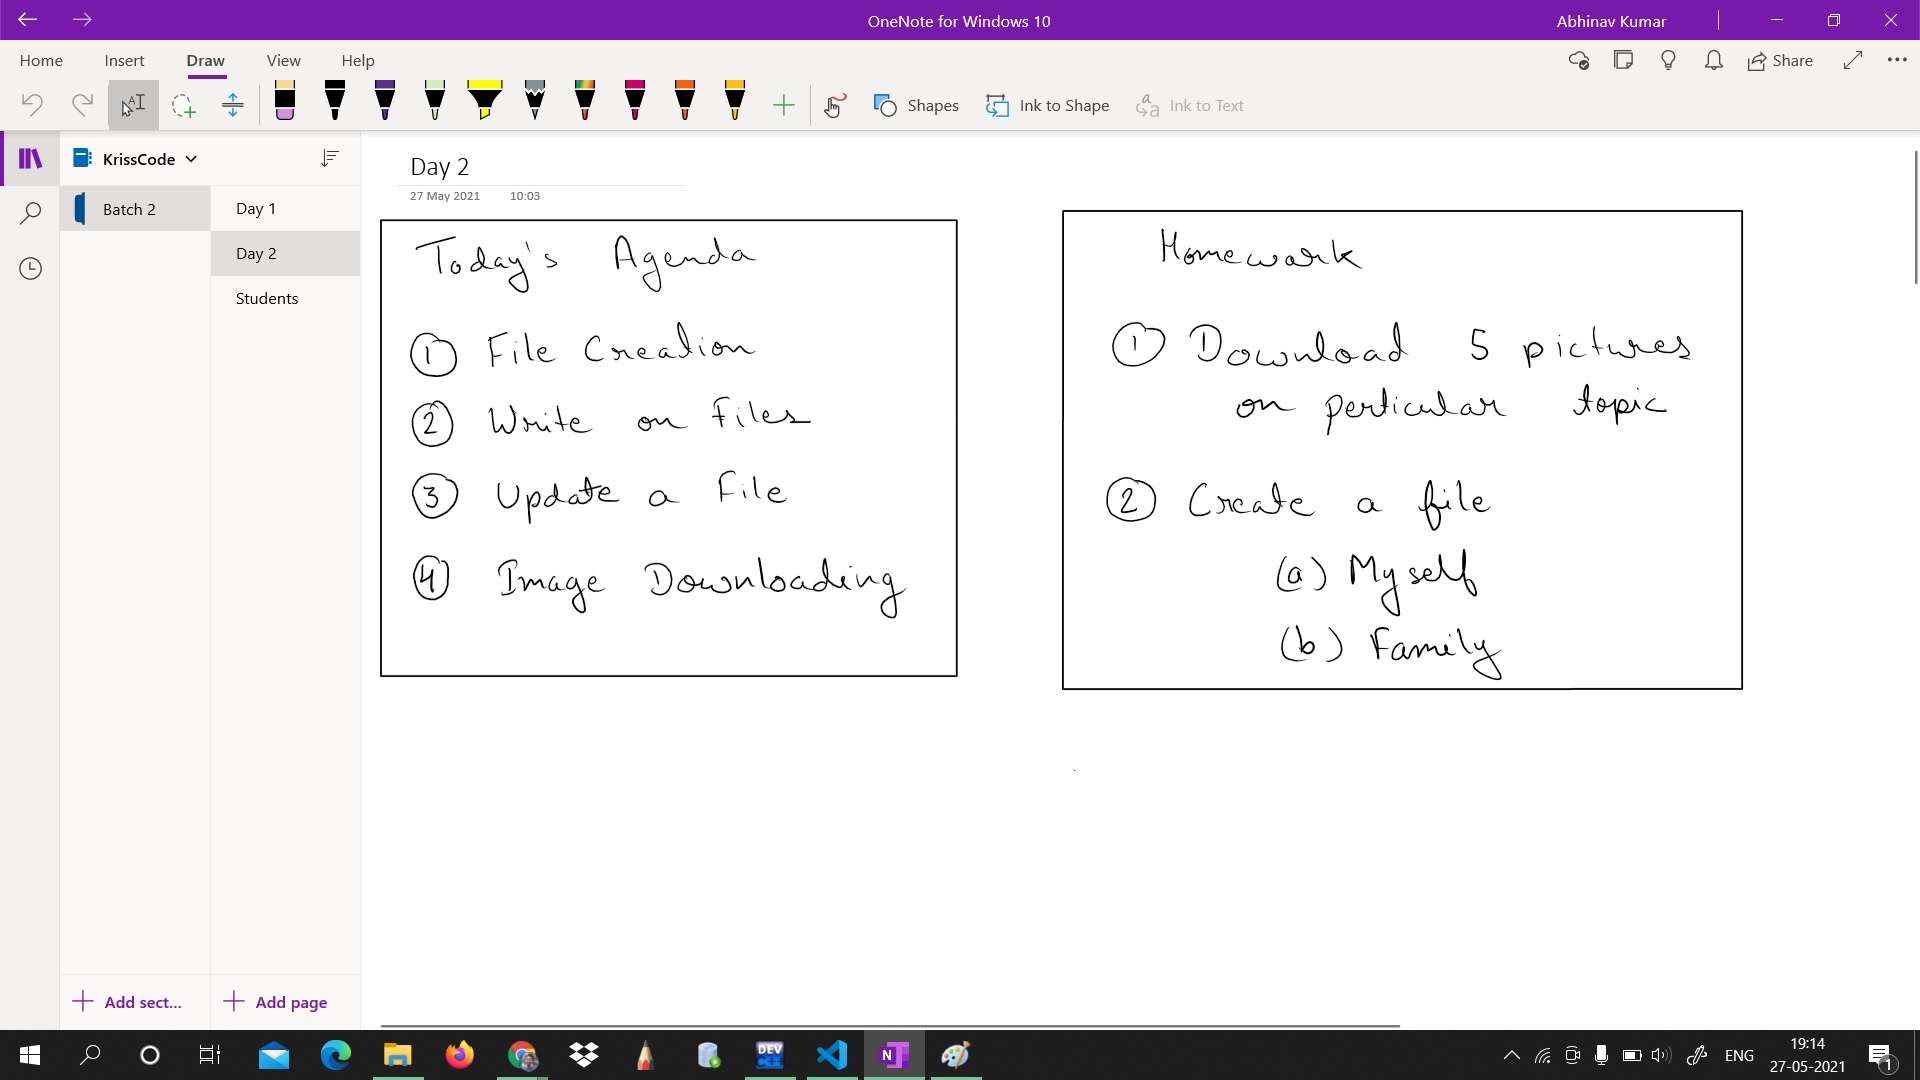 OneNote for Windows 10
Abhinav Kumar
Home Insert Draw View Help
Share
Shapes Ink to Shape Ink to Text
KrissCode
Batch 2
Day 1
Day 2
Students
Day 2
27 May 2021 10:03
Today's Agenda
① File Creation
② Write on Files
③ Update a File
④ Image Downloading
Homework
① Download 5 pictures
on perticular topic
② Create a file
(a) Myself
(b) Family
Add sect... Add page
DEV C++
N
ENG
19:14
27-05-2021
1